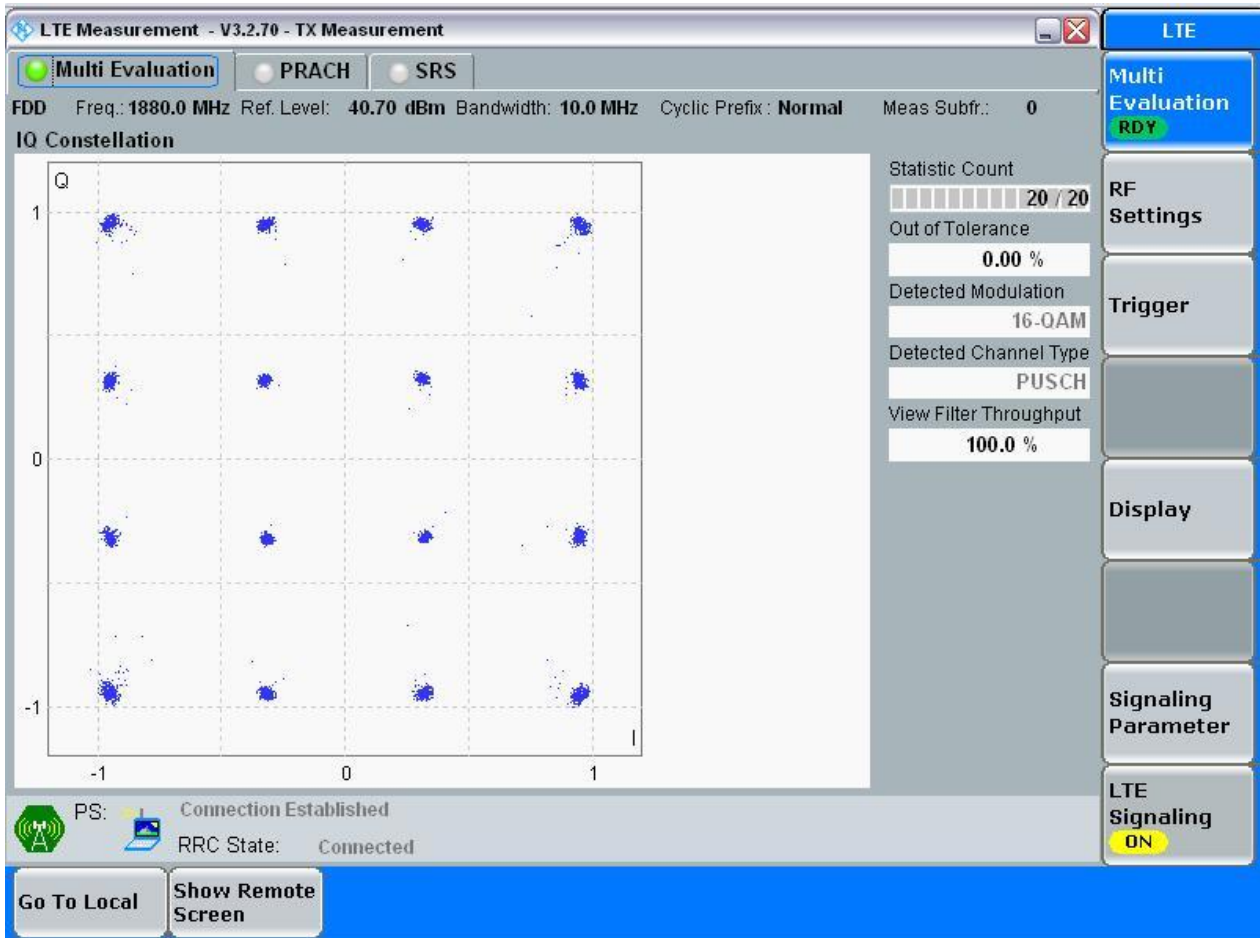 LTE Measurement - V3.2.70 - TX Measurement
LTE
Multi Evaluation PRACH SRS
Multi
Evaluation
RDY
FDD Freq.: 1880.0 MHz Ref. Level: 40.70 dBm Bandwidth: 10.0 MHz Cyclic Prefix : Normal Meas Subfr.: 0
IQ Constellation
Q
1
0
-1
I
-1 0 1
Statistic Count
20 / 20
Out of Tolerance
0.00 %
Detected Modulation
16-QAM
Detected Channel Type
PUSCH
View Filter Throughput
100.0 %
RF
Settings
Trigger
Display
Signaling
Parameter
LTE
Signaling
ON
PS: Connection Established
RRC State: Connected
Go To Local
Show Remote
Screen